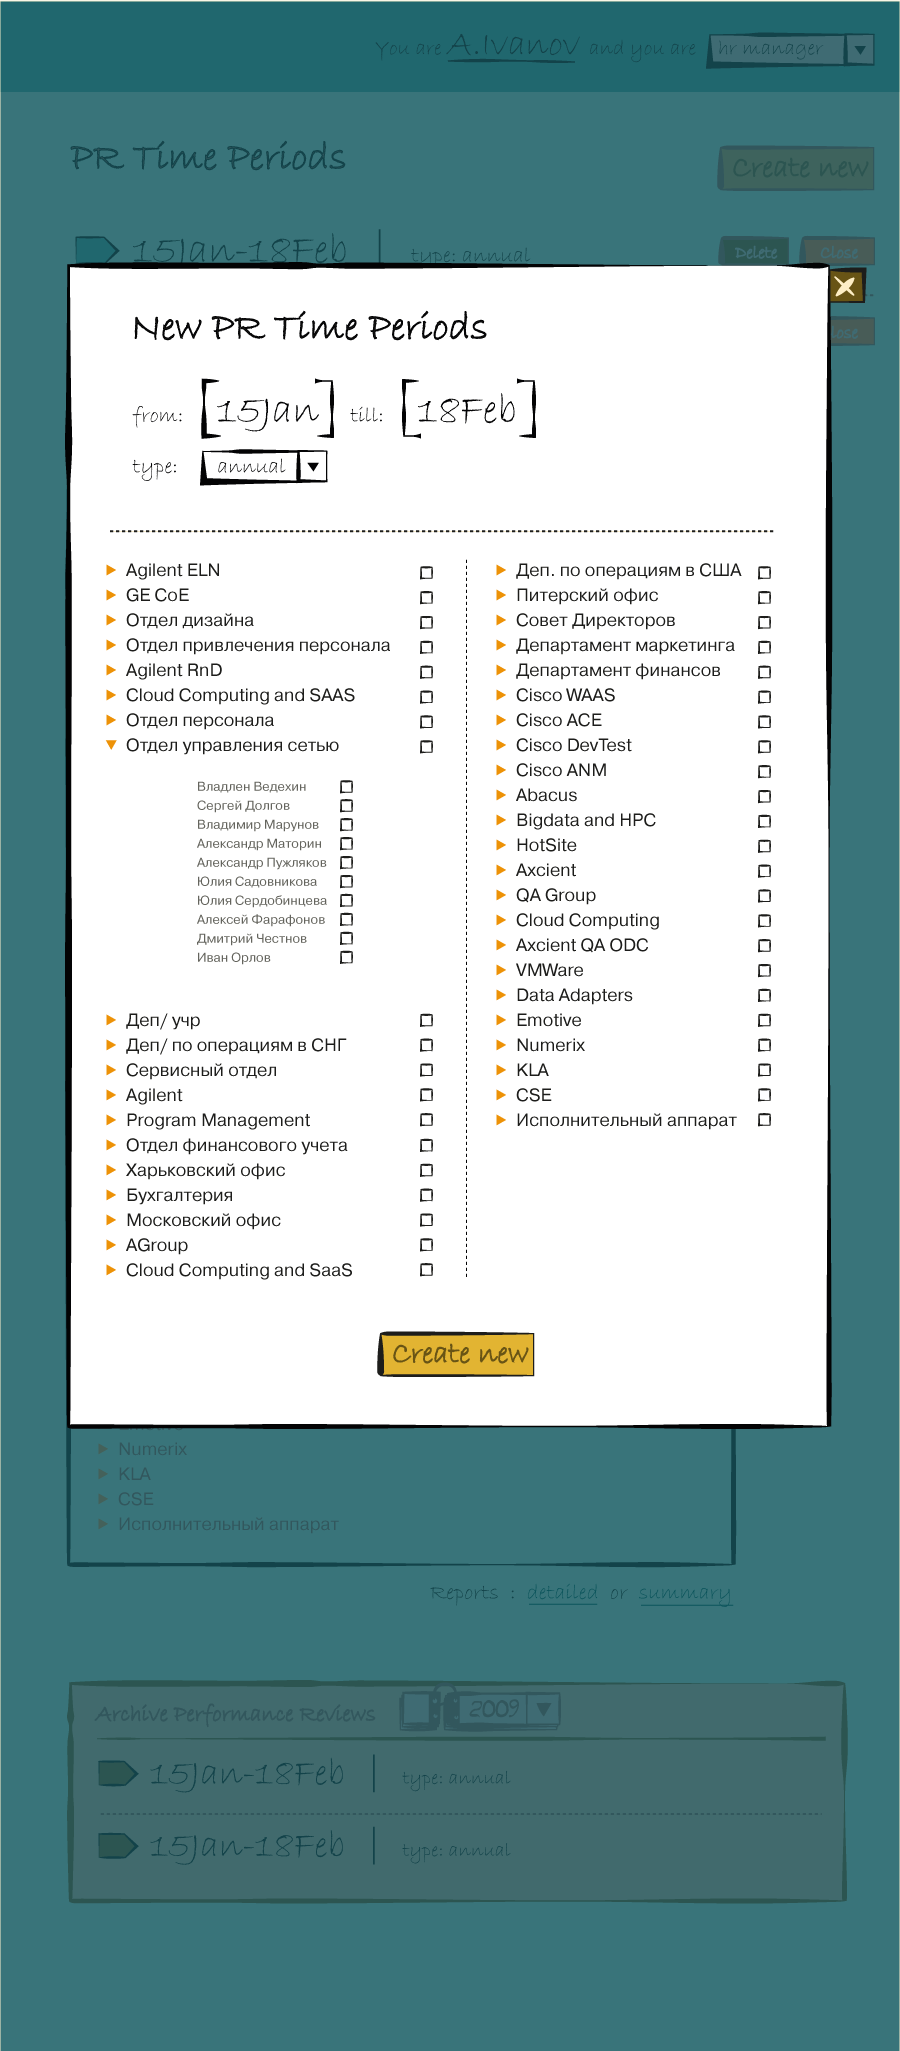 You are A.Ivanov and you are hr manager
PR Time Periods
Create new
15Jan-18Feb type: annual Delete Close
New PR Time Periods
from: 15Jan till: 18Feb
type: annual
Agilent ELN
GE CoE
Отдел дизайна
Отдел привлечения персонала
Agilent RnD
Cloud Computing and SAAS
Отдел персонала
Отдел управления сетью
Владлен Ведехин
Сергей Долгов
Владимир Марунов
Александр Маторин
Александр Пужляков
Юлия Садовникова
Юлия Сердобинцева
Алексей Фарафонов
Дмитрий Честнов
Иван Орлов
Деп/ учр
Деп/ по операциям в СНГ
Сервисный отдел
Agilent
Program Management
Отдел финансового учета
Харьковский офис
Бухгалтерия
Московский офис
AGroup
Cloud Computing and SaaS
Деп. по операциям в США
Питерский офис
Совет Директоров
Департамент маркетинга
Департамент финансов
Cisco WAAS
Cisco ACE
Cisco DevTest
Cisco ANM
Abacus
Bigdata and HPC
HotSite
Axcient
QA Group
Cloud Computing
Axcient QA ODC
VMWare
Data Adapters
Emotive
Numerix
KLA
CSE
Исполнительный аппарат
Create new
Numerix
KLA
CSE
Исполнительный аппарат
Reports : detailed or summary
Archive Performance Reviews 2009
15Jan-18Feb type: annual
15Jan-18Feb type: annual